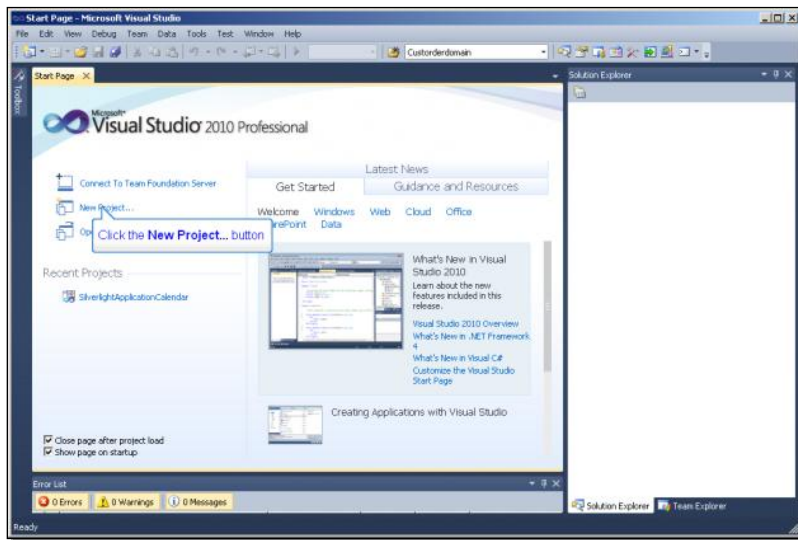 Start Page - Microsoft Visual Studio
File Edit View Debug Team Data Tools Test Window Help
Custorderdomain
Toolbox
Start Page
Solution Explorer
Microsoft®
Visual Studio 2010 Professional
Connect To Team Foundation Server
New Project...
Click the New Project... button
Recent Projects
SilverlightApplicationCalendar
Close page after project load
Show page on startup
Latest News
Get Started Guidance and Resources
Welcome Windows Web Cloud Office
Data
What's New in Visual
Studio 2010
Learn about the new
features included in this
release.
Visual Studio 2010 Overview
What's New in .NET Framework
4
What's New in Visual C#
Customize the Visual Studio
Start Page
Creating Applications with Visual Studio
Error List
0 Errors 0 Warnings 0 Messages
Solution Explorer Team Explorer
Ready